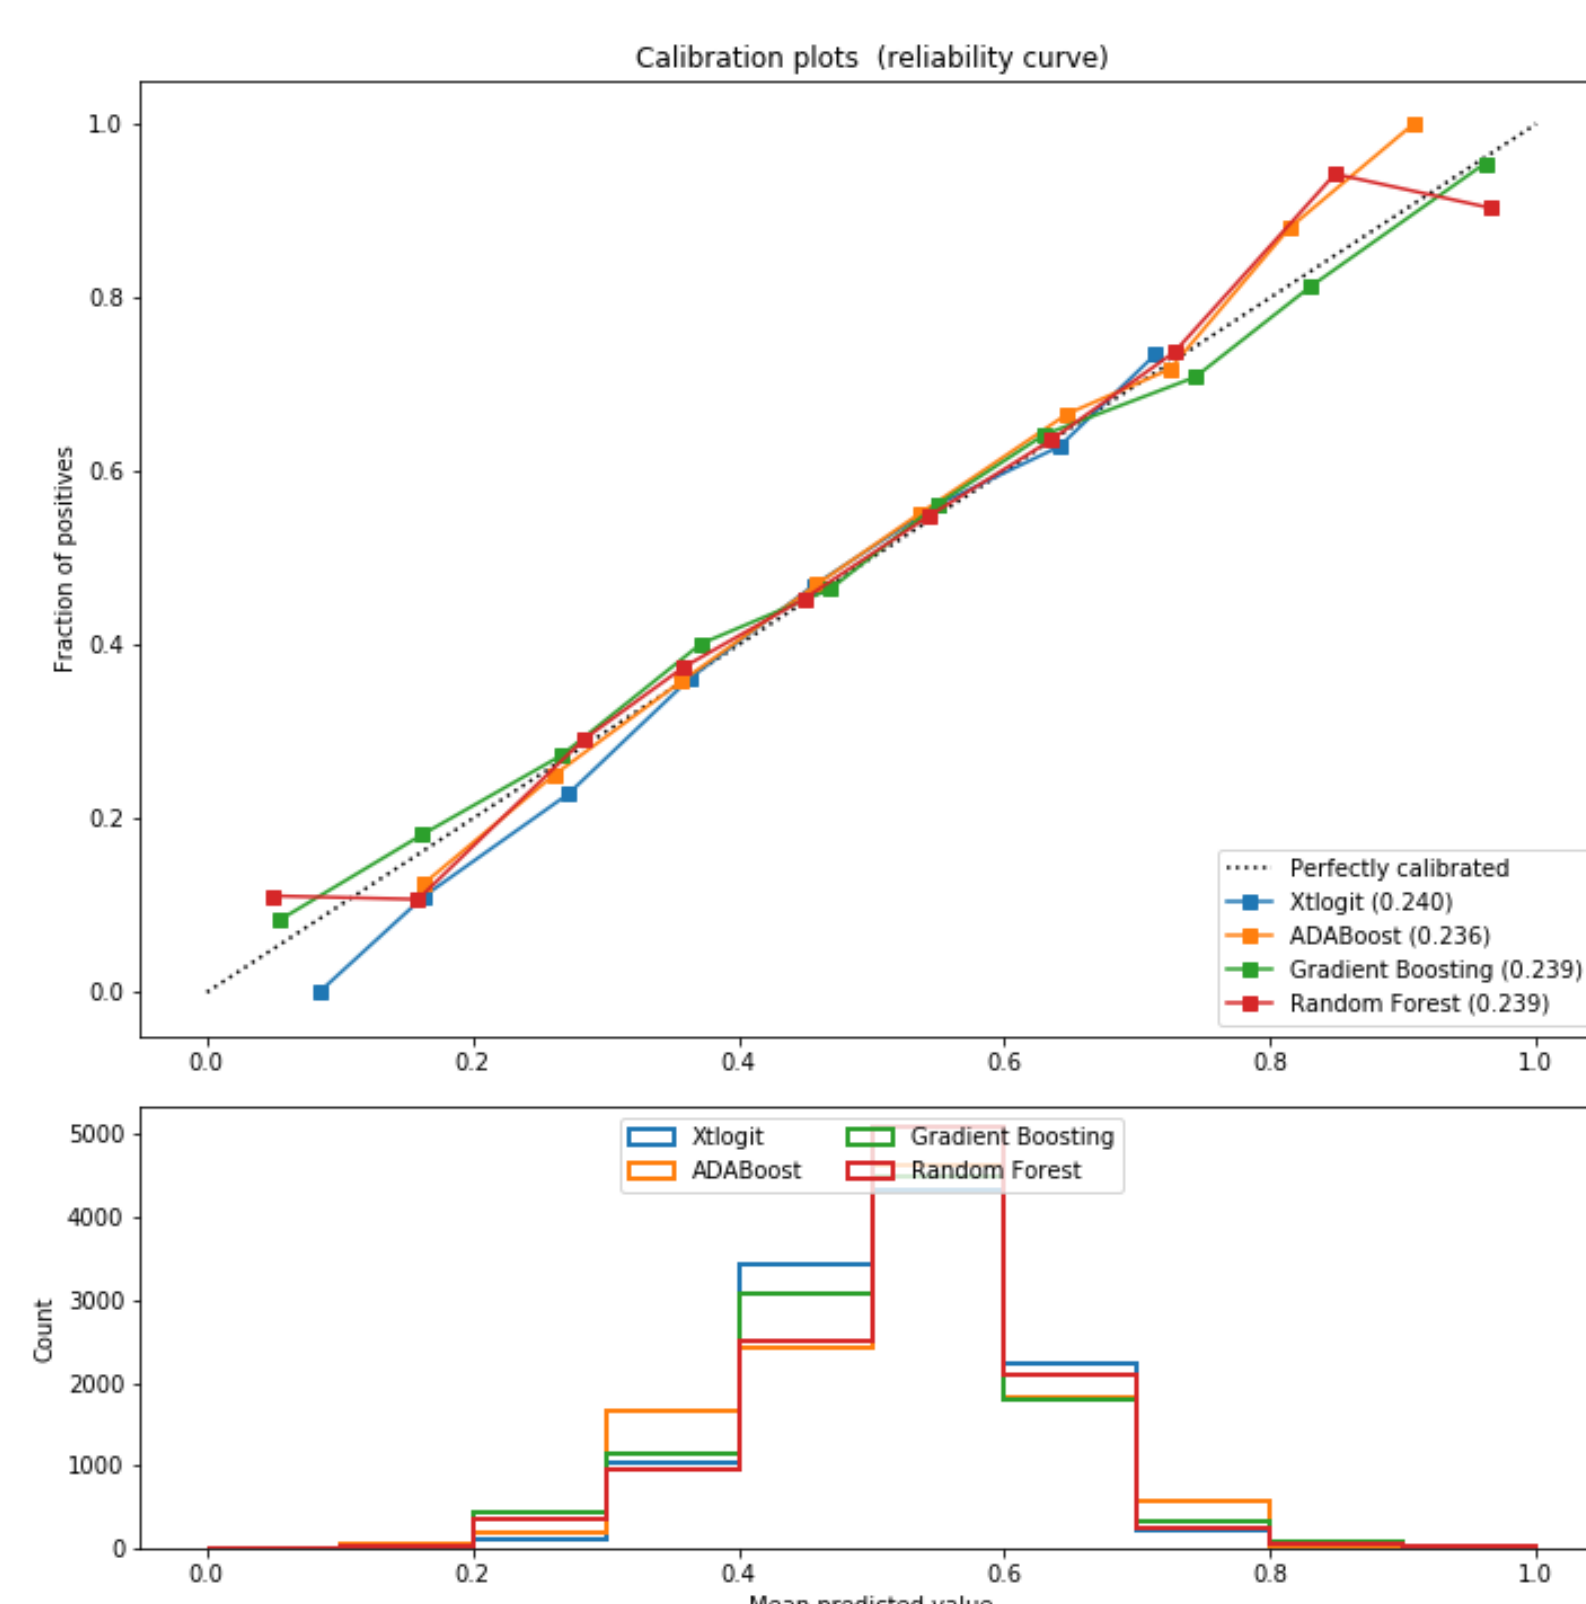 Calibration plots  (reliability curve)
1.0
0.8
0.6
0.4
0.2
0.0
Fraction of positives
Perfectly calibrated
Xtlogit (0.240)
ADABoost (0.236)
Gradient Boosting (0.239)
Random Forest (0.239)
0.0 0.2 0.4 0.6 0.8 1.0
Xtlogit Gradient Boosting
ADABoost Random Forest
5000
4000
3000
2000
1000
0
Count
0.0 0.2 0.4 0.6 0.8 1.0
Mean predicted value